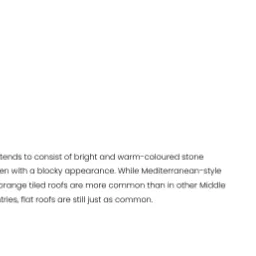 tends to consist of bright and warm-coloured stone
en with a blocky appearance. While Mediterranean-style
orange tiled roofs are more common than in other Middle
tries, flat roofs are still just as common.